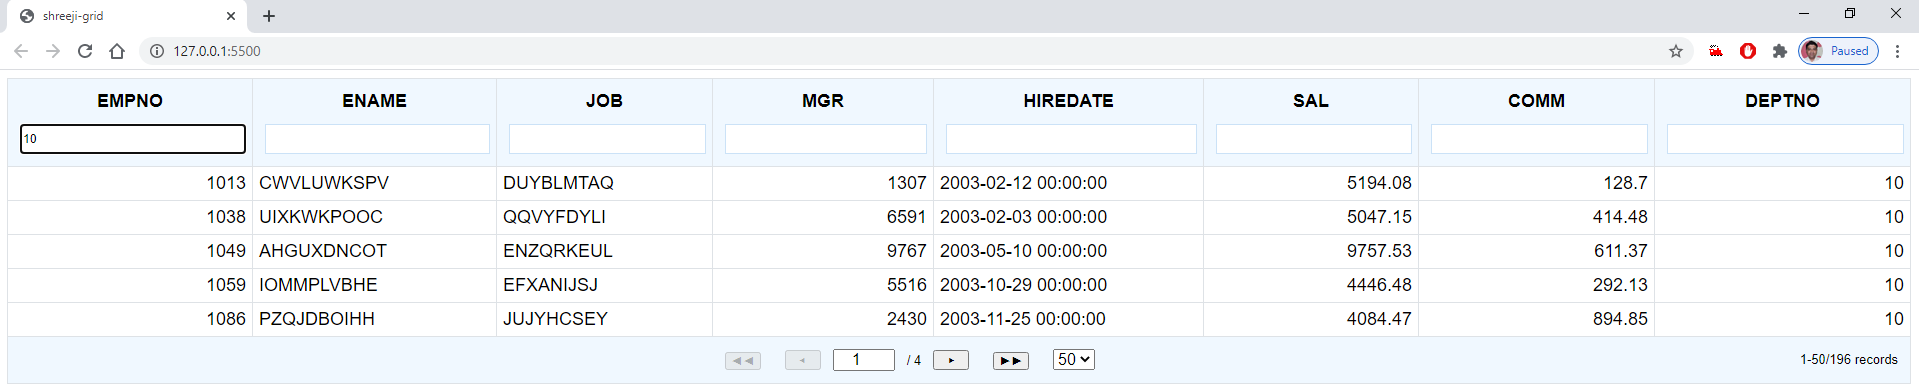 shreeji-grid
127.0.0.1:5500
Paused
EMPNO ENAME JOB MGR HIREDATE SAL COMM DEPTNO
10
1013 CWVLUWKSPV DUYBLMTAQ 1307 2003-02-12 00:00:00 5194.08 128.7 10
1038 UIXKWKPOOC QQVYFDYLI 6591 2003-02-03 00:00:00 5047.15 414.48 10
1049 AHGUXDNCOT ENZQRKEUL 9767 2003-05-10 00:00:00 9757.53 611.37 10
1059 IOMMPLVBHE EFXANIJSJ 5516 2003-10-29 00:00:00 4446.48 292.13 10
1086 PZQJDBOIHH JUJYHCSEY 2430 2003-11-25 00:00:00 4084.47 894.85 10
1 / 4 50 1-50/196 records